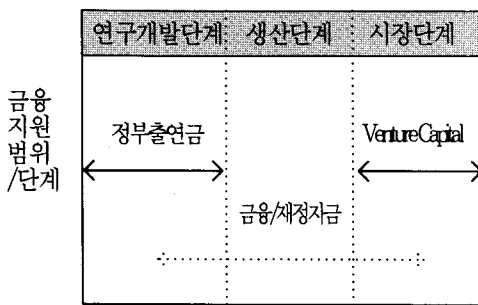 연구개발단계 생산단계 시장단계
금융
지원
범위
/단계
정부출연금 Venture Capital
금융/재정자금